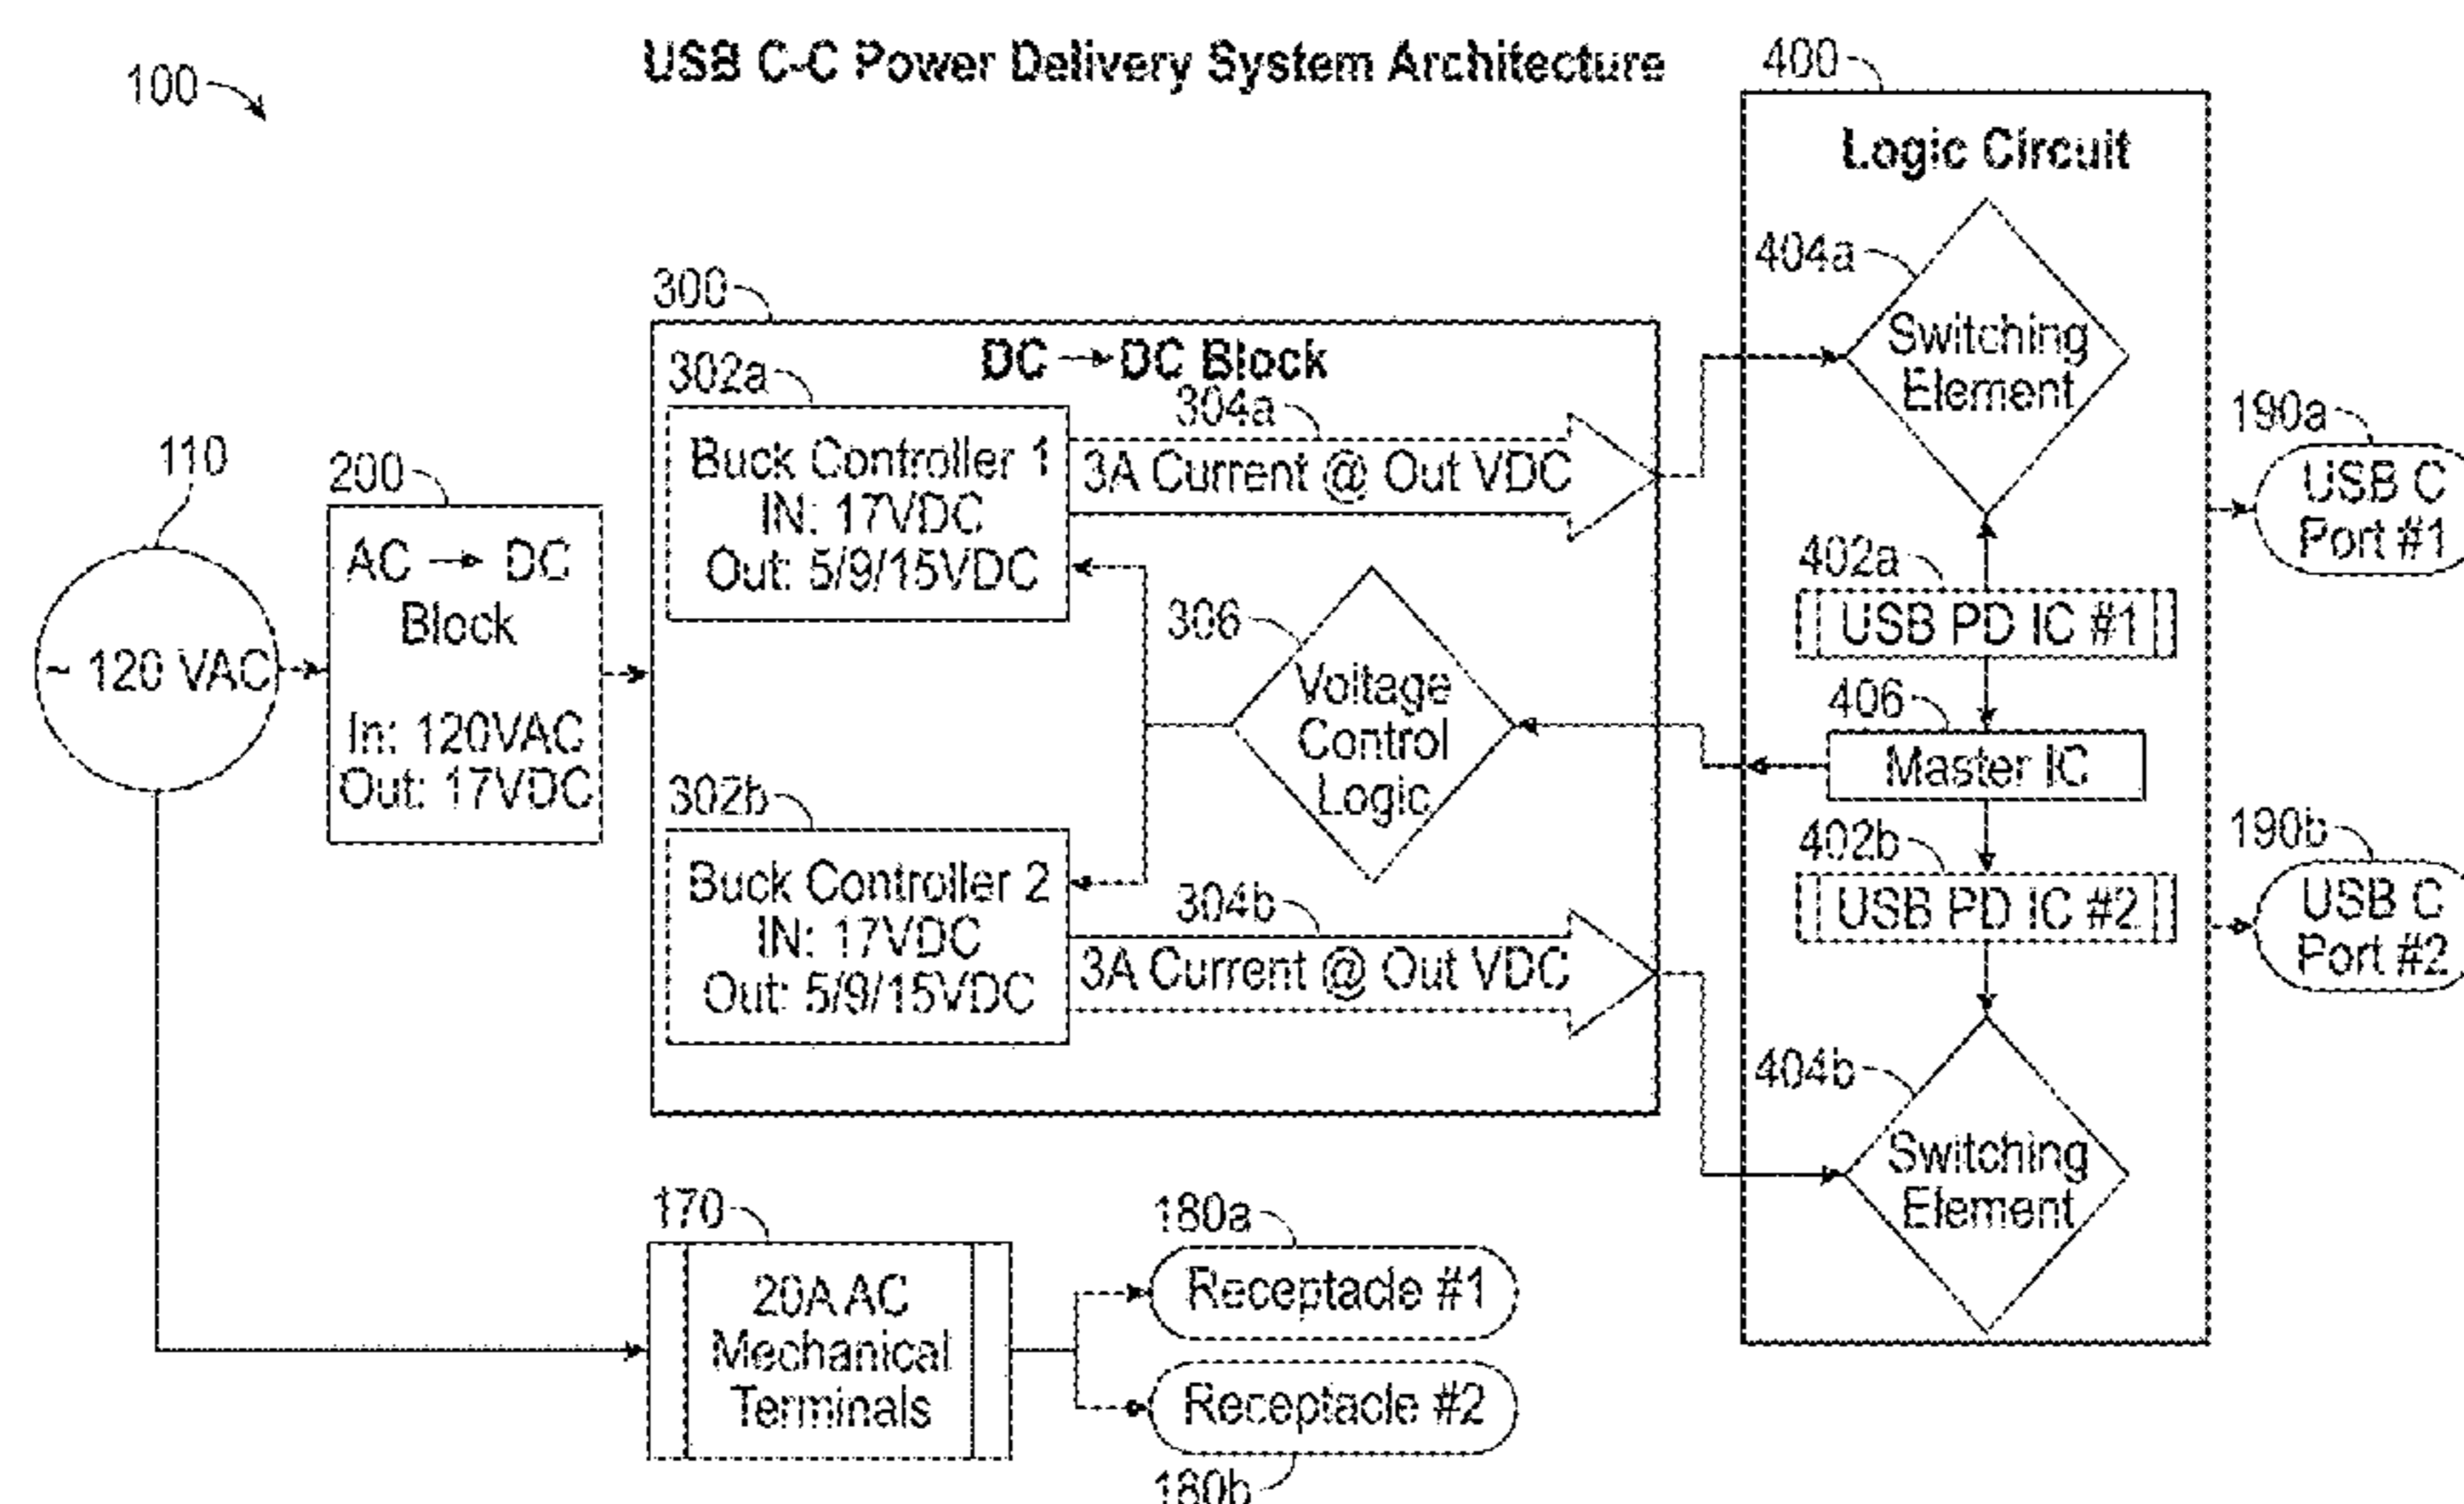 USB C-C Power Delivery System Architecture
100
400
Logic Circuit
404a
Switching
Element
300
DC → DC Block
302a
304a
Buck Controller 1
IN: 17VDC
Out: 5/9/15VDC
3A Current @ Out VDC
190a
USB C
Port #1
110
~ 120 VAC
200
AC → DC
Block
In: 120VAC
Out: 17VDC
306
Voltage
Control
Logic
402a
USB PD IC #1
406
Master IC
402b
USB PD IC #2
190b
USB C
Port #2
302b
Buck Controller 2
IN: 17VDC
Out: 5/9/15VDC
304b
3A Current @ Out VDC
404b
Switching
Element
170
20A AC
Mechanical
Terminals
180a
Receptacle #1
Receptacle #2
180b